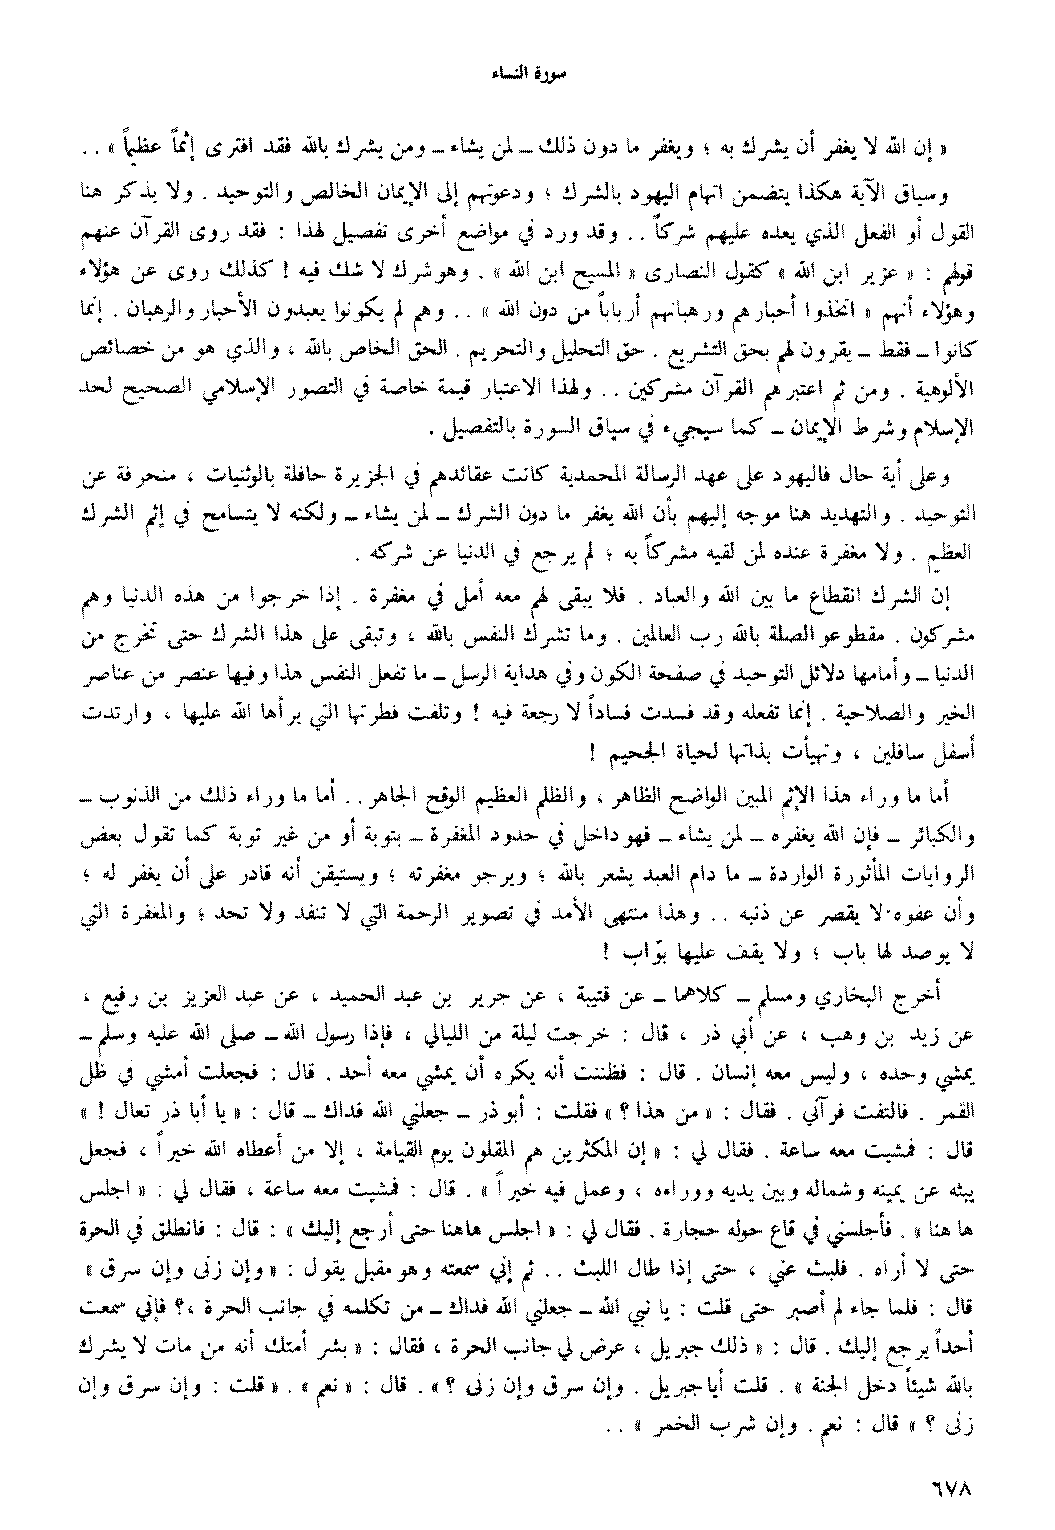 سورة النساء
« إن الله لا يغفر أن يشرك به ؛ ويغفر ما دون ذلك ــ لمن يشاء ــ ومن يشرك بالله فقد افترى إثماً عظيماً » . .
وسياق الآية هكذا يتضمن اتهام اليهود بالشرك ؛ ودعوتهم إلى الإيمان الخالص والتوحيد . ولا يذكر هنا
القول أو الفعل الذي يعده عليهم شركاً . . وقد ورد في مواضع أخرى تفصيل لهذا : فقد روى القرآن عنهم
قولهم : « عزير ابن الله » كقول النصارى « المسيح ابن الله » . وهو شرك لا شك فيه ! كذلك روى عن هؤلاء
وهؤلاء أنهم « اتخذوا أحبارهم ورهبانهم أرباباً من دون الله » . . وهم لم يكونوا يعبدون الأحبار والرهبان . إنما
كانوا ــ فقط ــ يقرون لهم بحق التشريع . حق التحليل والتحريم . الحق الخاص بالله ، والذي هو من خصائص
الألوهية . ومن ثم اعتبرهم القرآن مشركين . . ولهذا الاعتبار قيمة خاصة في التصور الإسلامي الصحيح لحد
الإسلام وشرط الإيمان ــ كما سيجيء في سياق السورة بالتفصيل .
وعلى أية حال فاليهود على عهد الرسالة المحمدية كانت عقائدهم في الجزيرة حافلة بالوثنيات ، منحرفة عن
التوحيد . والتهديد هنا موجه إليهم بأن الله يغفر ما دون الشرك ــ لمن يشاء ــ ولكنه لا يتسامح في إثم الشرك
العظيم . ولا مغفرة عنده لمن لقيه مشركاً به ؛ لم يرجع في الدنيا عن شركه .
إن الشرك انقطاع ما بين الله والعباد . فلا يبقى لهم معه أمل في مغفرة . إذا خرجوا من هذه الدنيا وهم
مشركون . مقطوعو الصلة بالله رب العالمين . وما تشرك النفس بالله ، وتبقى على هذا الشرك حتى تخرج من
الدنيا ــ وأمامها دلائل التوحيد في صفحة الكون وفي هداية الرسل ــ ما تفعل النفس هذا وفيها عنصر من عناصر
الخير والصلاحية . إنما تفعله وقد فسدت فساداً لا رجعة فيه ! وتلفت فطرتها التي برأها الله عليها ، وارتدت
أسفل سافلين ، وتهيأت بذاتها لحياة الجحيم !
أما ما وراء هذا الإثم المبين الواضح الظاهر ، والظلم العظيم الوقح الجاهر . . أما ما وراء ذلك من الذنوب ــ
والكبائر ــ فإن الله يغفره ــ لمن يشاء ــ فهو داخل في حدود المغفرة ــ بتوبة أو من غير توبة كما تقول بعض
الروايات المأثورة الواردة ــ ما دام العبد يشعر بالله ؛ ويرجو مغفرته ؛ ويستيقن أنه قادر على أن يغفر له ؛
وأن عفوه لا يقصر عن ذنبه . . وهذا منتهى الأمد في تصوير الرحمة التي لا تنفد ولا تحد ؛ والمغفرة التي
لا يوصد لها باب ؛ ولا يقف عليها بوّاب !
أخرج البخاري ومسلم ــ كلاهما ــ عن قتيبة ، عن جرير بن عبد الحميد ، عن عبد العزيز بن رفيع ،
عن زيد بن وهب ، عن أبي ذر ، قال : خرجت ليلة من الليالي ، فإذا رسول الله ــ صلى الله عليه وسلم ــ
يمشي وحده ، وليس معه إنسان . قال : فظننت أنه يكره أن يمشي معه أحد . قال : فجعلت أمشي في ظل
القمر . فالتفت فرآني . فقال : « من هذا ؟ » فقلت : أبو ذر ــ جعلني الله فداك ــ قال : « يا أبا ذر تعال ! »
قال : فمشيت معه ساعة . فقال لي : « إن المكثرين هم المقلون يوم القيامة ، إلا من أعطاه الله خيراً ، فجعل
يبثه عن يمينه وشماله وبين يديه ووراءه ، وعمل فيه خيراً » . قال : فمشيت معه ساعة ، فقال لي : « اجلس
ها هنا » . فأجلسني في قاع حوله حجارة . فقال لي : « اجلس هاهنا حتى أرجع إليك » : قال : فانطلق في الحرة
حتى لا أراه . فلبث عني ، حتى إذا طال اللبث . . ثم إني سمعته وهو مقبل يقول : « وإن زنى وإن سرق »
قال : فلما جاء لم أصبر حتى قلت : يا نبي الله ــ جعلني الله فداك ــ من تكلمه في جانب الحرة ،؟ فإني سمعت
أحداً يرجع إليك . قال : « ذلك جبريل ، عرض لي جانب الحرة ، فقال : « بشر أمتك أنه من مات لا يشرك
بالله شيئاً دخل الجنة » . قلت أيا جبريل . وإن سرق وإن زنى ؟ » . قال : « نعم » . « قلت : وإن سرق وإن
زنى ؟ » قال : نعم . وإن شرب الخمر » . .
٦٧٨